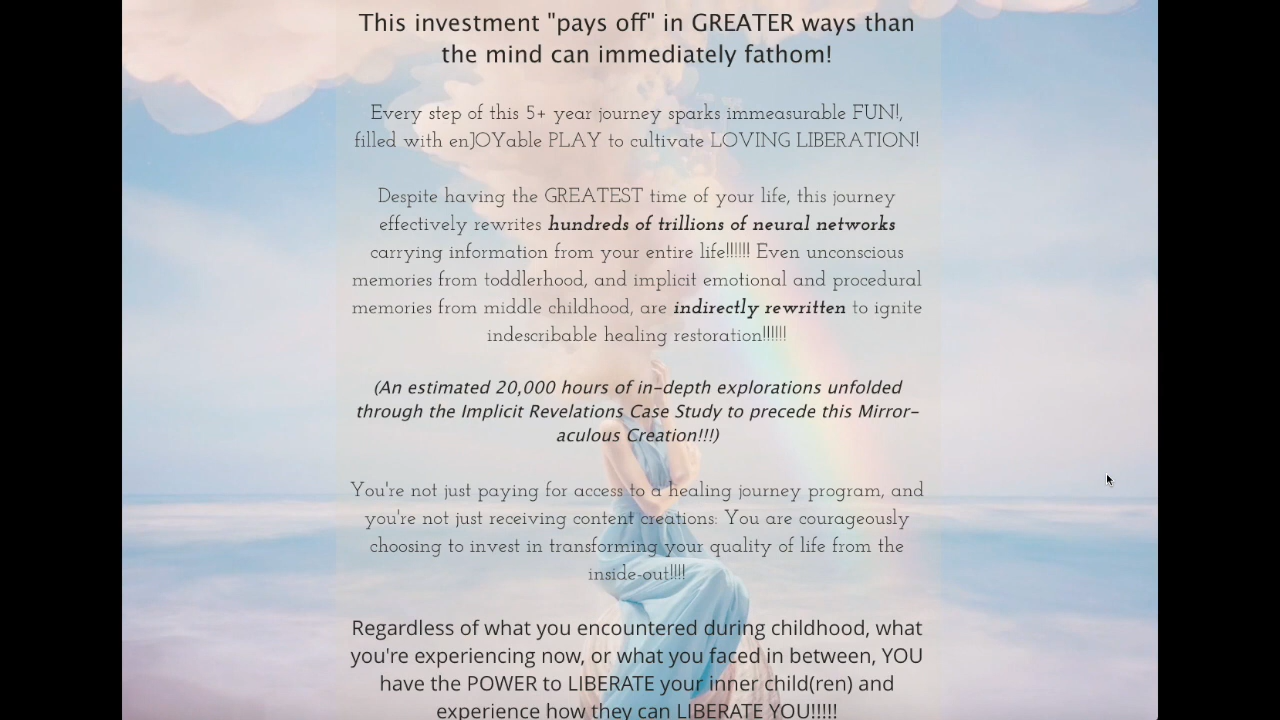 This investment "pays off" in GREATER ways than
the mind can immediately fathom!
Every step of this 5+ year journey sparks immeasurable FUN!,
filled with enJOYable PLAY to cultivate LOVING LIBERATION!
Despite having the GREATEST time of your life, this journey
effectively rewrites hundreds of trillions of neural networks
carrying information from your entire life!!!!!! Even unconscious
memories from toddlerhood, and implicit emotional and procedural
memories from middle childhood, are indirectly rewritten to ignite
indescribable healing restoration!!!!!!
(An estimated 20,000 hours of in-depth explorations unfolded
through the Implicit Revelations Case Study to precede this Mirror-
aculous Creation!!!)
You're not just paying for access to a healing journey program, and
you're not just receiving content creations: You are courageously
choosing to invest in transforming your quality of life from the
inside-out!!!!
Regardless of what you encountered during childhood, what
you're experiencing now, or what you faced in between, YOU
have the POWER to LIBERATE your inner child(ren) and
experience how they can LIBERATE YOU!!!!!